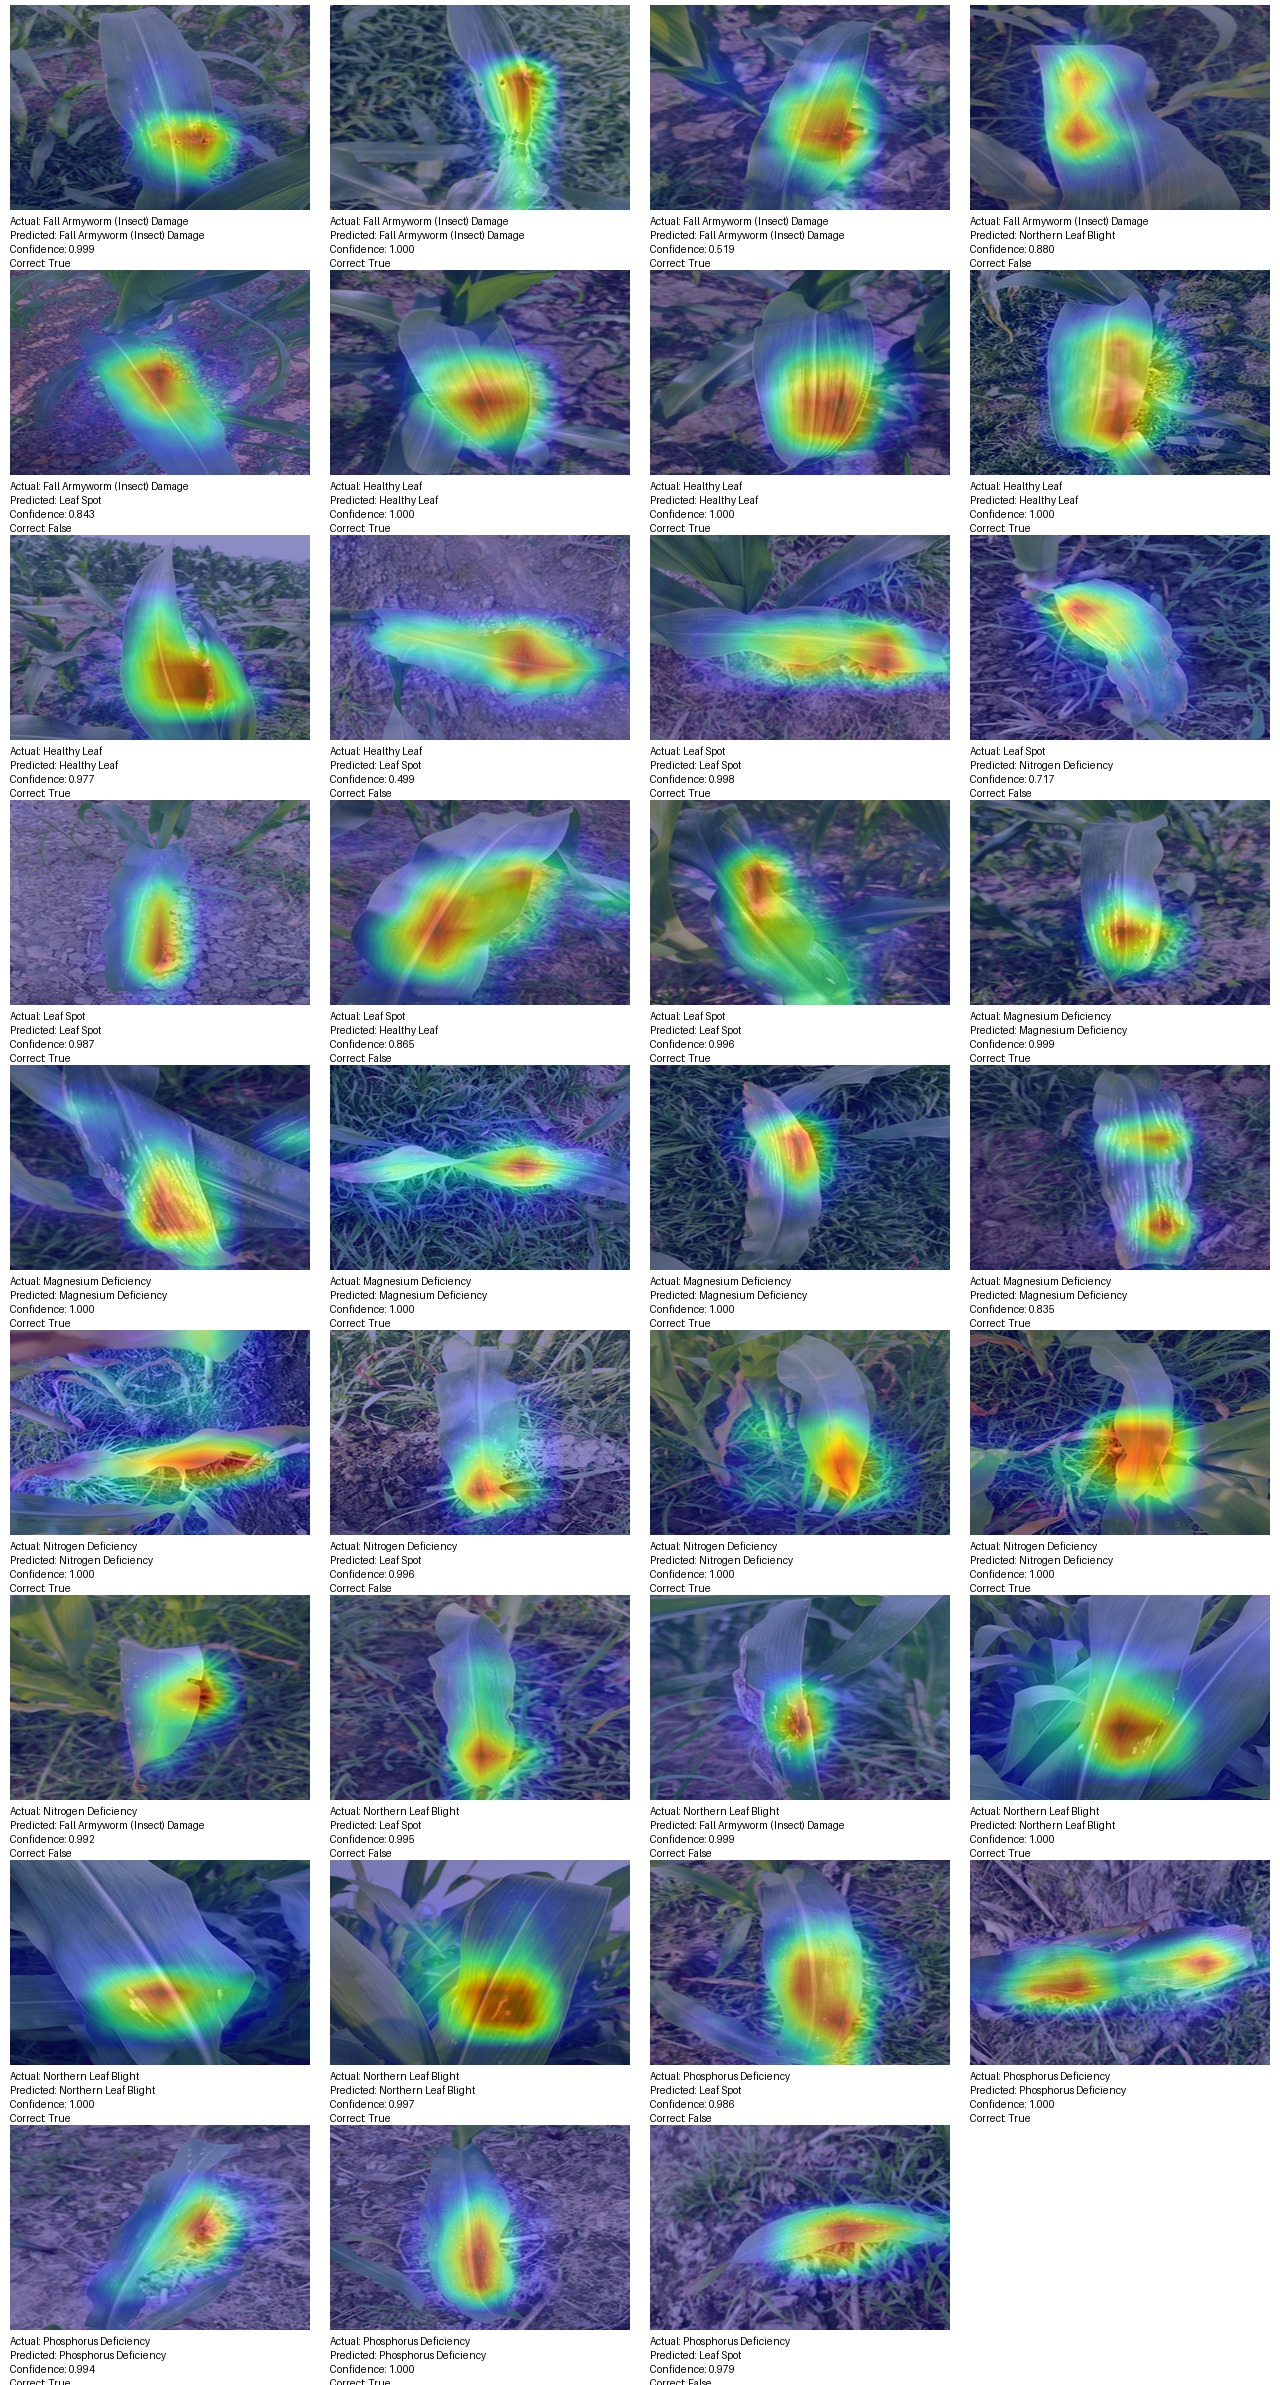 Actual: Fall Armyworm (Insect) Damage
Predicted: Fall Armyworm (Insect) Damage
Confidence: 0.999
Correct: True
Actual: Fall Armyworm (Insect) Damage
Predicted: Fall Armyworm (Insect) Damage
Confidence: 1.000
Correct: True
Actual: Fall Armyworm (Insect) Damage
Predicted: Fall Armyworm (Insect) Damage
Confidence: 0.519
Correct: True
Actual: Fall Armyworm (Insect) Damage
Predicted: Northern Leaf Blight
Confidence: 0.880
Correct: False
Actual: Fall Armyworm (Insect) Damage
Predicted: Leaf Spot
Confidence: 0.843
Correct: False
Actual: Healthy Leaf
Predicted: Healthy Leaf
Confidence: 1.000
Correct: True
Actual: Healthy Leaf
Predicted: Healthy Leaf
Confidence: 1.000
Correct: True
Actual: Healthy Leaf
Predicted: Healthy Leaf
Confidence: 1.000
Correct: True
Actual: Healthy Leaf
Predicted: Healthy Leaf
Confidence: 0.977
Correct: True
Actual: Healthy Leaf
Predicted: Leaf Spot
Confidence: 0.499
Correct: False
Actual: Leaf Spot
Predicted: Leaf Spot
Confidence: 0.998
Correct: True
Actual: Leaf Spot
Predicted: Nitrogen Deficiency
Confidence: 0.717
Correct: False
Actual: Leaf Spot
Predicted: Leaf Spot
Confidence: 0.987
Correct: True
Actual: Leaf Spot
Predicted: Healthy Leaf
Confidence: 0.865
Correct: False
Actual: Leaf Spot
Predicted: Leaf Spot
Confidence: 0.996
Correct: True
Actual: Magnesium Deficiency
Predicted: Magnesium Deficiency
Confidence: 0.999
Correct: True
Actual: Magnesium Deficiency
Predicted: Magnesium Deficiency
Confidence: 1.000
Correct: True
Actual: Magnesium Deficiency
Predicted: Magnesium Deficiency
Confidence: 1.000
Correct: True
Actual: Magnesium Deficiency
Predicted: Magnesium Deficiency
Confidence: 1.000
Correct: True
Actual: Magnesium Deficiency
Predicted: Magnesium Deficiency
Confidence: 0.835
Correct: True
Actual: Nitrogen Deficiency
Predicted: Nitrogen Deficiency
Confidence: 1.000
Correct: True
Actual: Nitrogen Deficiency
Predicted: Leaf Spot
Confidence: 0.996
Correct: False
Actual: Nitrogen Deficiency
Predicted: Nitrogen Deficiency
Confidence: 1.000
Correct: True
Actual: Nitrogen Deficiency
Predicted: Nitrogen Deficiency
Confidence: 1.000
Correct: True
Actual: Nitrogen Deficiency
Predicted: Fall Armyworm (Insect) Damage
Confidence: 0.992
Correct: False
Actual: Northern Leaf Blight
Predicted: Leaf Spot
Confidence: 0.995
Correct: False
Actual: Northern Leaf Blight
Predicted: Fall Armyworm (Insect) Damage
Confidence: 0.999
Correct: False
Actual: Northern Leaf Blight
Predicted: Northern Leaf Blight
Confidence: 1.000
Correct: True
Actual: Northern Leaf Blight
Predicted: Northern Leaf Blight
Confidence: 1.000
Correct: True
Actual: Northern Leaf Blight
Predicted: Northern Leaf Blight
Confidence: 0.997
Correct: True
Actual: Phosphorus Deficiency
Predicted: Leaf Spot
Confidence: 0.986
Correct: False
Actual: Phosphorus Deficiency
Predicted: Phosphorus Deficiency
Confidence: 1.000
Correct: True
Actual: Phosphorus Deficiency
Predicted: Phosphorus Deficiency
Confidence: 0.994
Correct: True
Actual: Phosphorus Deficiency
Predicted: Phosphorus Deficiency
Confidence: 1.000
Correct: True
Actual: Phosphorus Deficiency
Predicted: Leaf Spot
Confidence: 0.979
Correct: False